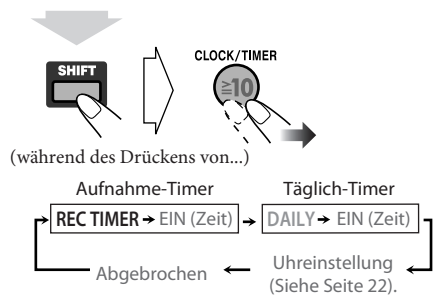 CLOCK/TIMER
SHIFT
≧10
(während des Drückens von...)
Aufnahme-Timer Täglich-Timer
REC TIMER → EIN (Zeit) → DAILY → EIN (Zeit)
Abgebrochen ← Uhreinstellung
(Siehe Seite 22).